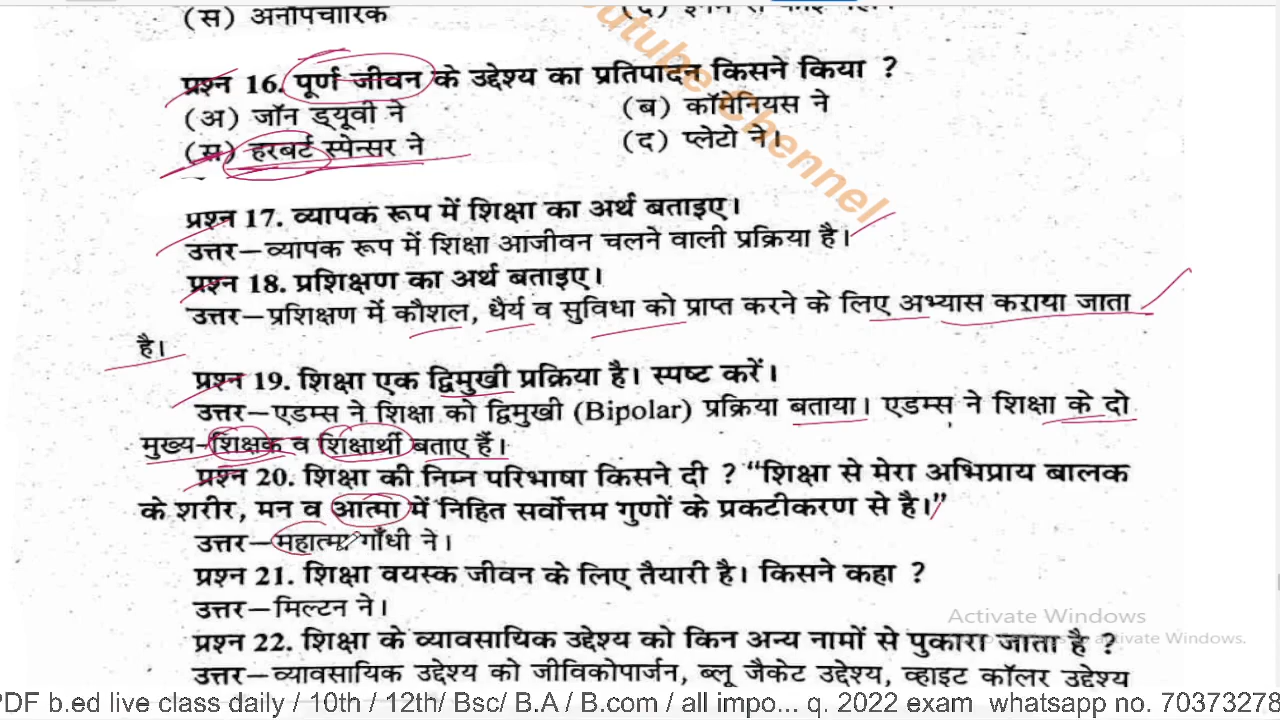 (स) अनौपचारिक
प्रश्न 16. पूर्ण जीवन के उद्देश्य का प्रतिपादन किसने किया ?
(अ) जॉन ड्यूवी ने (ब) कॉमेनियस ने
(स) हरबर्ट स्पेन्सर ने (द) प्लेटो ने।
प्रश्न 17. व्यापक रूप में शिक्षा का अर्थ बताइए।
उत्तर–व्यापक रूप में शिक्षा आजीवन चलने वाली प्रक्रिया है।
प्रश्न 18. प्रशिक्षण का अर्थ बताइए।
उत्तर–प्रशिक्षण में कौशल, धैर्य व सुविधा को प्राप्त करने के लिए अभ्यास कराया जाता
है।
प्रश्न 19. शिक्षा एक द्विमुखी प्रक्रिया है। स्पष्ट करें।
उत्तर–एडम्स ने शिक्षा को द्विमुखी (Bipolar) प्रक्रिया बताया। एडम्स ने शिक्षा के दो
मुख्य–शिक्षक व शिक्षार्थी बताए हैं।
प्रश्न 20. शिक्षा की निम्न परिभाषा किसने दी ? “शिक्षा से मेरा अभिप्राय बालक
के शरीर, मन व आत्मा में निहित सर्वोत्तम गुणों के प्रकटीकरण से है।”
उत्तर–महात्मा गाँधी ने।
प्रश्न 21. शिक्षा वयस्क जीवन के लिए तैयारी है। किसने कहा ?
उत्तर–मिल्टन ने।
प्रश्न 22. शिक्षा के व्यावसायिक उद्देश्य को किन अन्य नामों से पुकारा जाता है ?
उत्तर–व्यावसायिक उद्देश्य को जीविकोपार्जन, ब्लू जैकेट उद्देश्य, व्हाइट कॉलर उद्देश्य
utube Chennel
Activate Windows
activate Windows.
PDF b.ed live class daily / 10th / 12th/ Bsc/ B.A / B.com / all impo... q. 2022 exam whatsapp no. 70373278